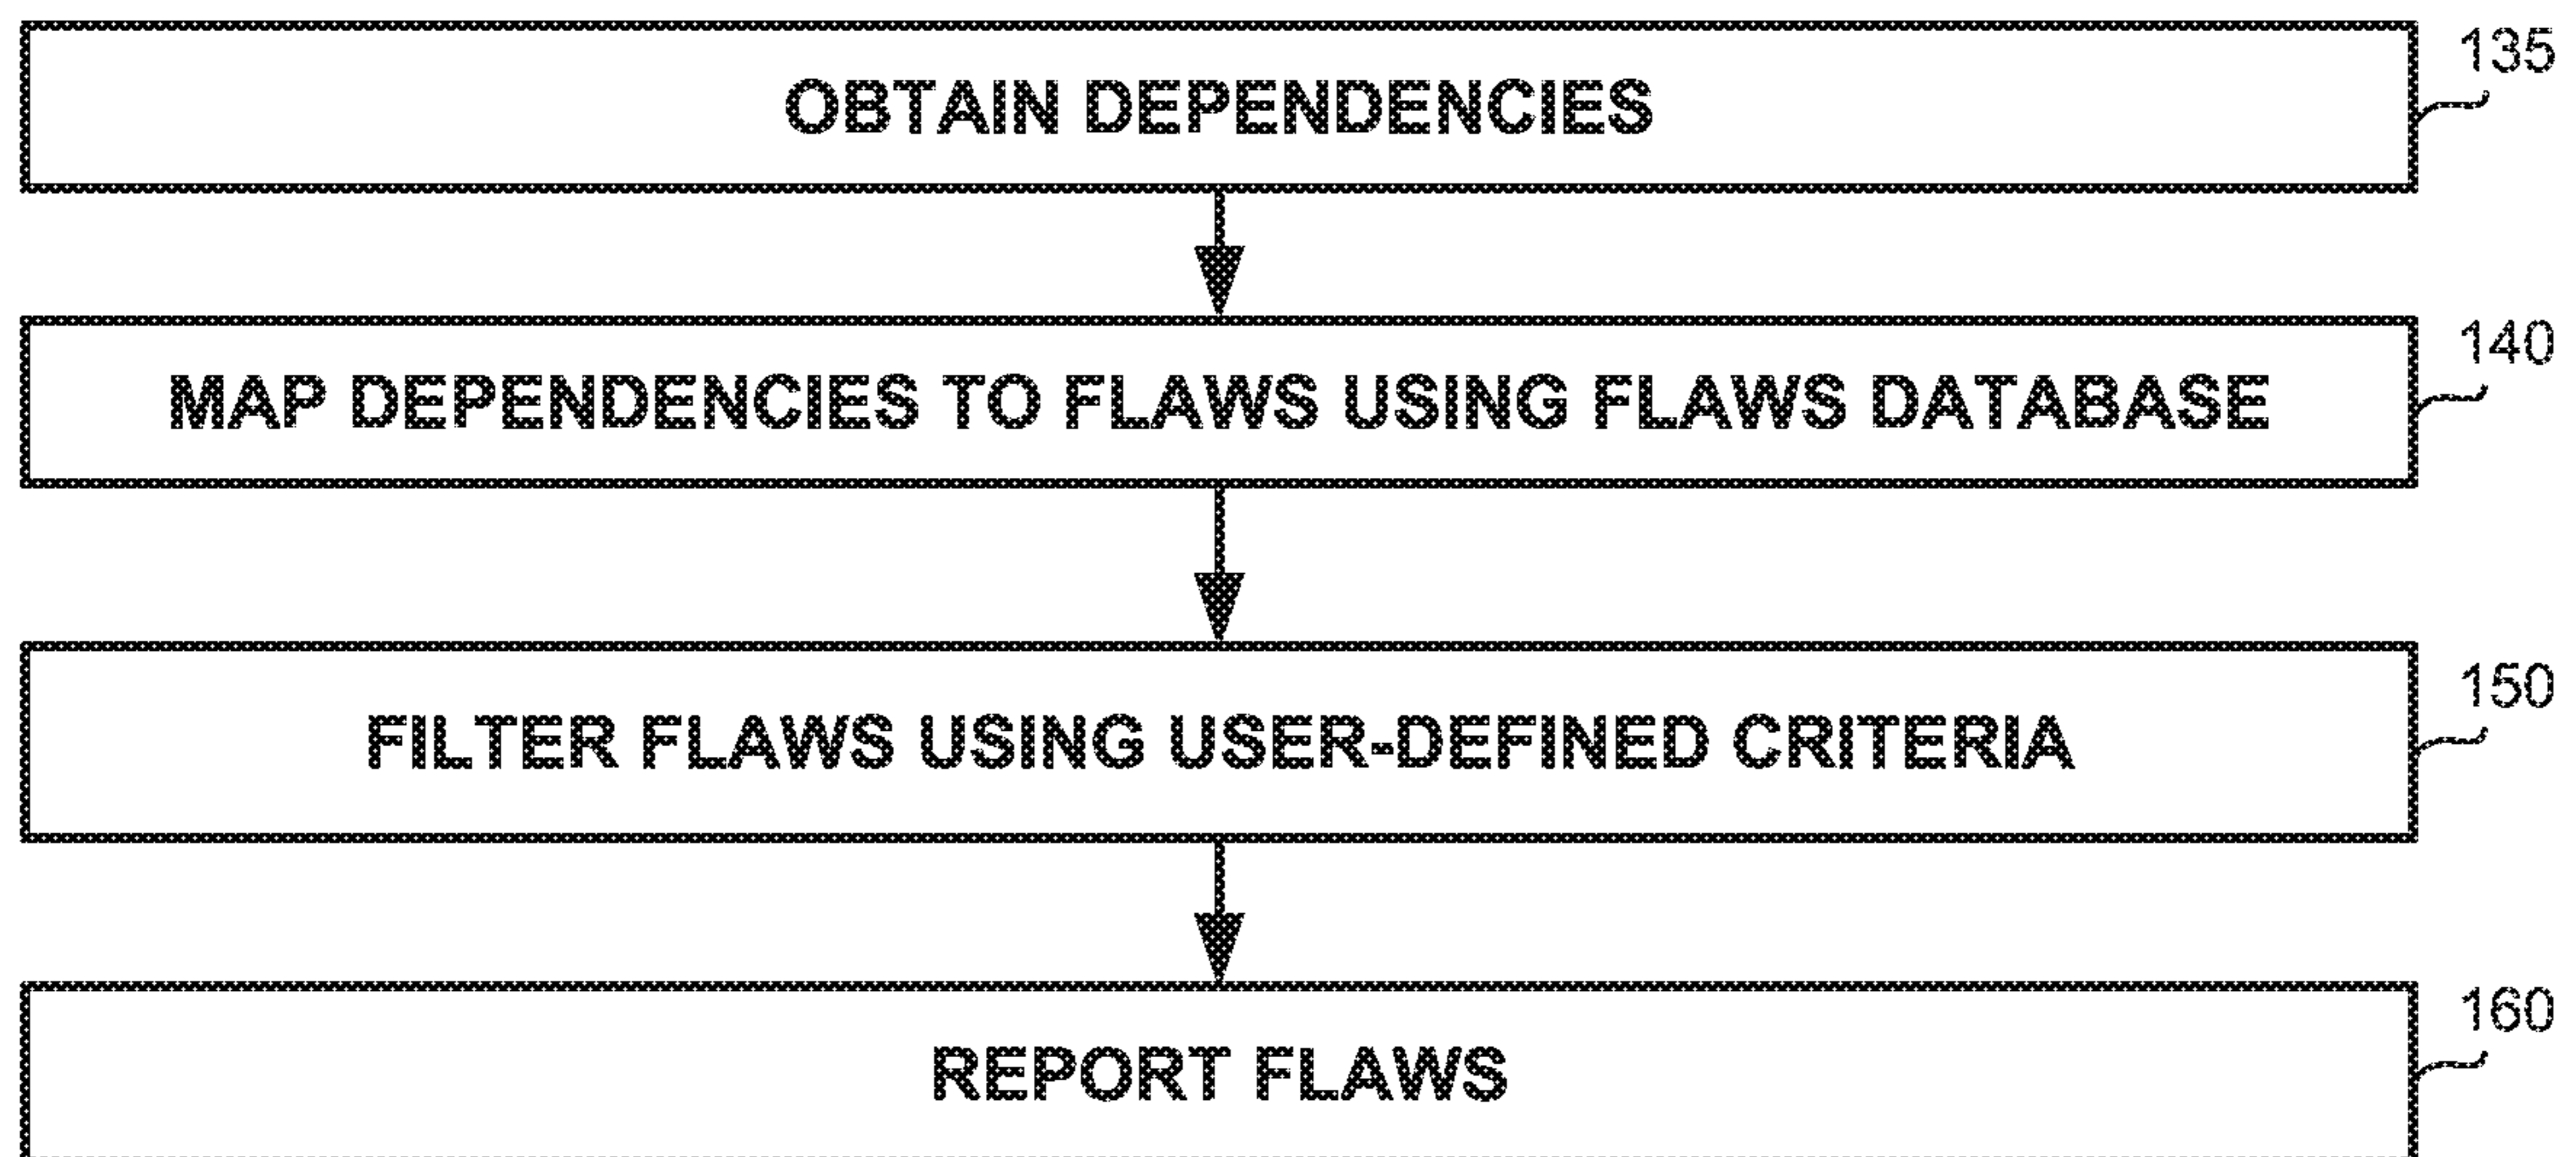 OBTAIN DEPENDENCIES
135
MAP DEPENDENCIES TO FLAWS USING FLAWS DATABASE
140
FILTER FLAWS USING USER-DEFINED CRITERIA
150
REPORT FLAWS
160